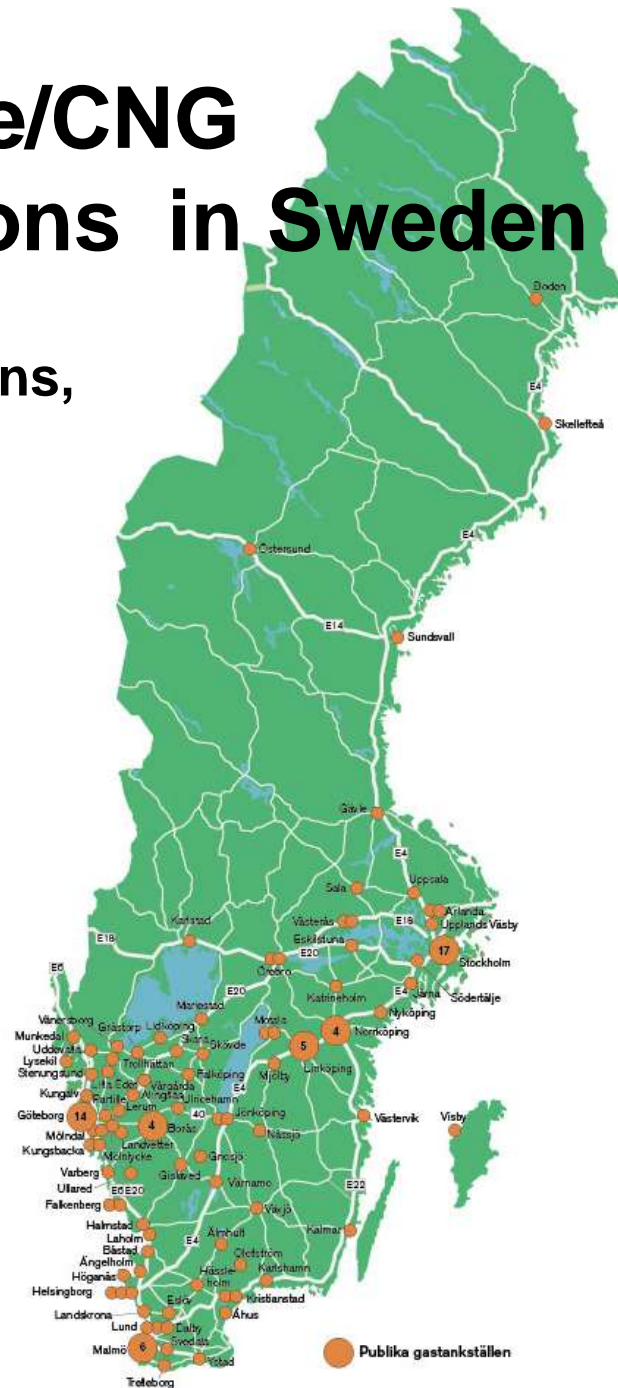 e/CNG
ons in Sweden
ns,
Boden
E4
Skellefteå
E4
Östersund
E14
Sundsvall
Gävle
E4
Uppsala
Sala
Arlanda
Upplands Väsby
Västerås
E18
Karlstad
E18
Eskilstuna
E20
17
Stockholm
Örebro
E6
E20
Katrineholm
E4
Järna
Södertälje
Mariestad
Nyköping
Vänersborg
Grästorp
Lidköping
Motala
4
Norrköping
Munkedal
Skara
Skövde
5
Linköping
Uddevalla
Trollhättan
Lysekil
Mjölby
Stenungsund
Lilla Edet
Vårgårda
Falköping
E4
Alingsås
Kungälv
Partille
Ulricehamn
Lerum
40
Jönköping
Västervik
Visby
Göteborg
14
4
Borås
Mölndal
Landvetter
Nässjö
Kungsbacka
Mölnlycke
Gnosjö
Gislaved
Varberg
Värnamo
Ullared
E6 E20
E22
Falkenberg
Växjö
Halmstad
E4
Älmhult
Kalmar
Laholm
Båstad
Olofström
Ängelholm
Hässle-
holm
Karlshamn
Höganäs
Helsingborg
Kristianstad
Landskrona
Eslöv
Åhus
Lund
Dalby
Malmö
6
Svedala
Ystad
Publika gastankställen
Trelleborg